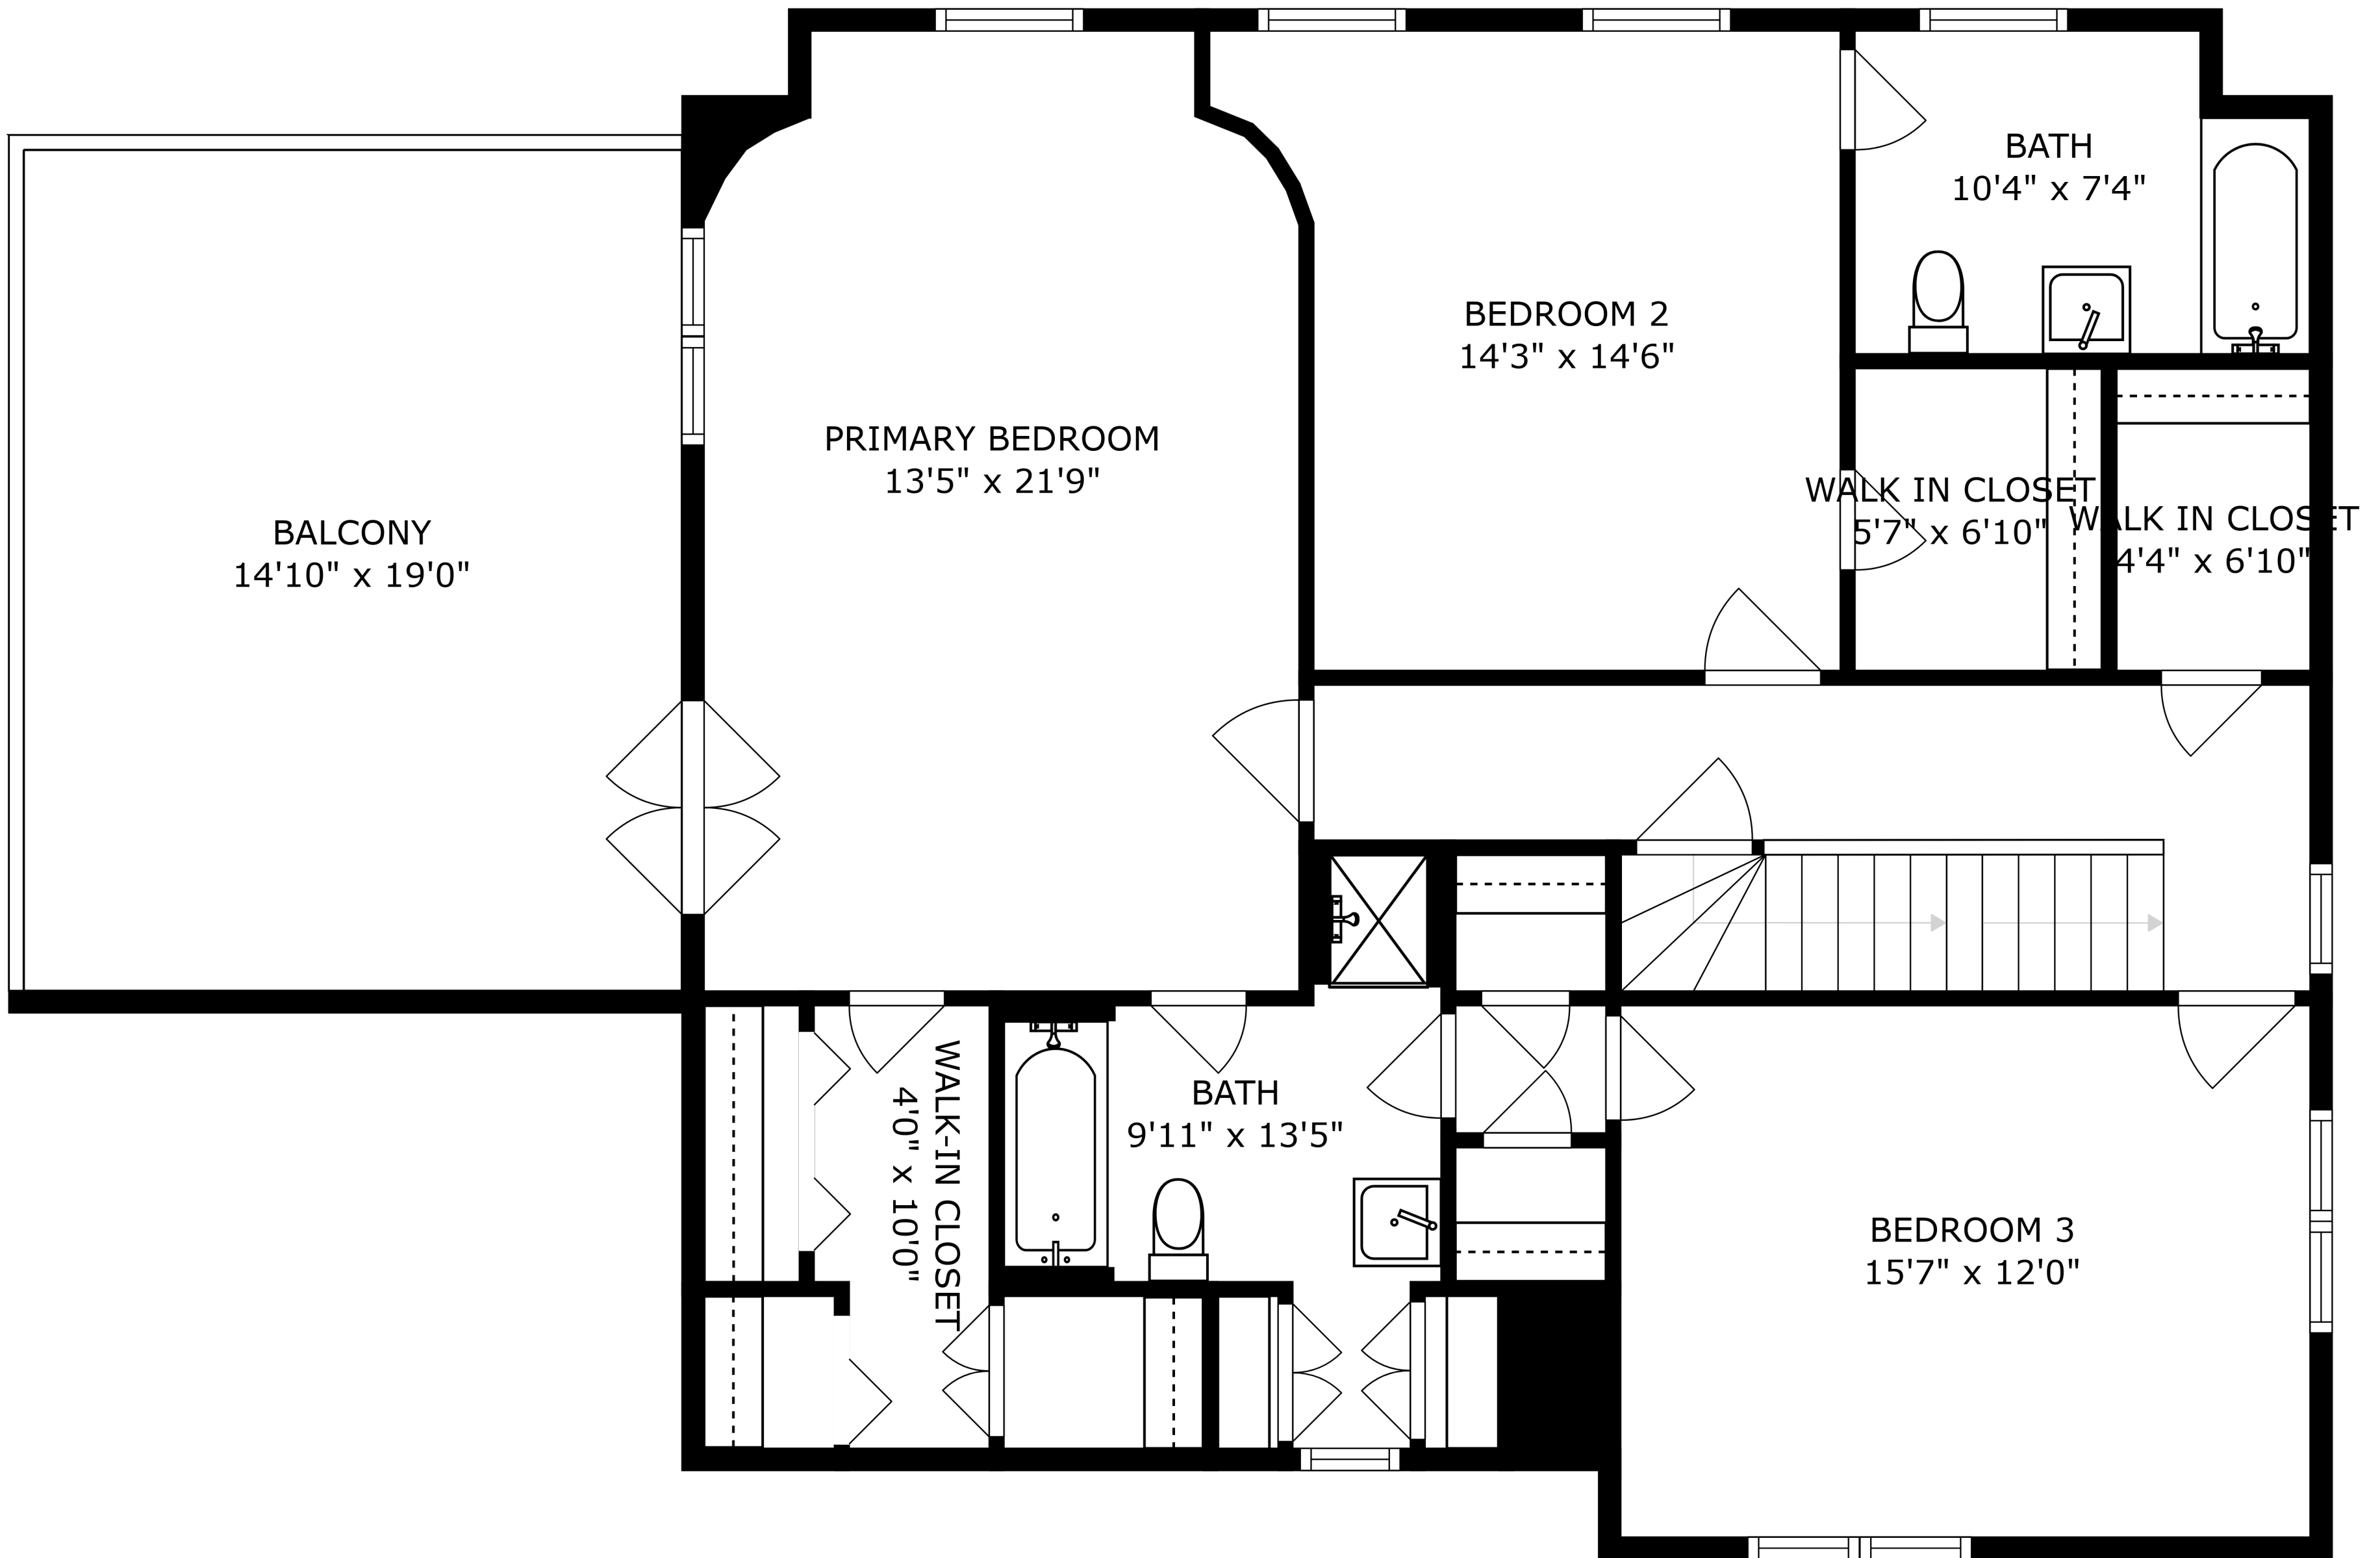 BATH
10'4" x 7'4"
BEDROOM 2
14'3" x 14'6"
PRIMARY BEDROOM
13'5" x 21'9"
WALK IN CLOSET
5'7" x 6'10"
WALK IN CLOSET
4'4" x 6'10"
BALCONY
14'10" x 19'0"
WALK-IN CLOSET
4'0" x 10'0"
BATH
9'11" x 13'5"
BEDROOM 3
15'7" x 12'0"